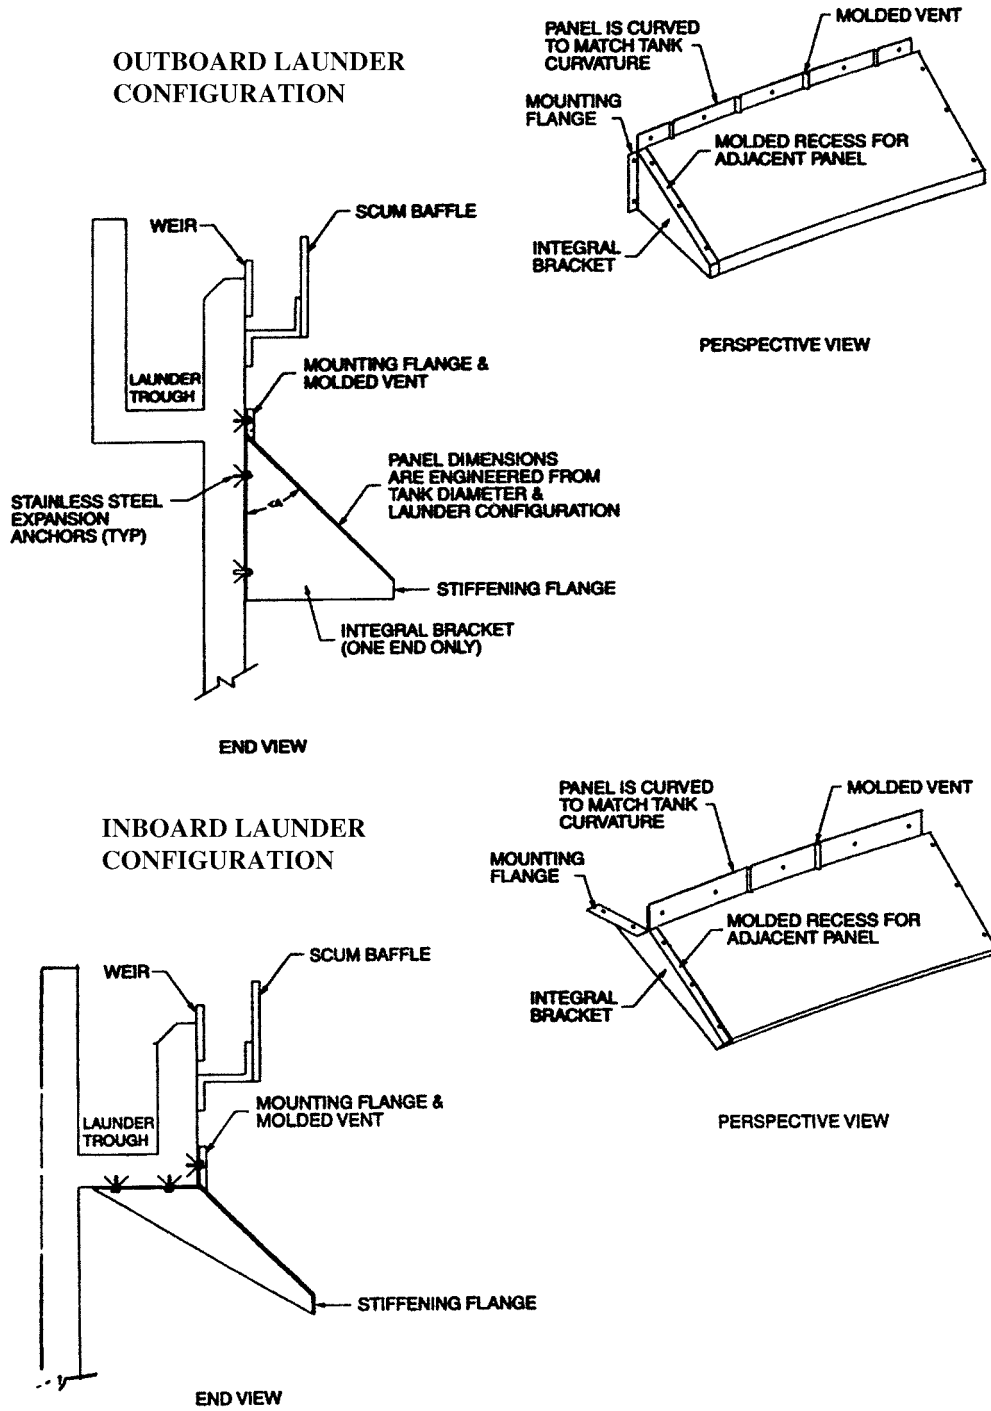 OUTBOARD LAUNDER
CONFIGURATION
PANEL IS CURVED
TO MATCH TANK
CURVATURE
MOLDED VENT
MOUNTING
FLANGE
MOLDED RECESS FOR
ADJACENT PANEL
INTEGRAL
BRACKET
PERSPECTIVE VIEW
WEIR
SCUM BAFFLE
LAUNDER
TROUGH
MOUNTING FLANGE &
MOLDED VENT
PANEL DIMENSIONS
ARE ENGINEERED FROM
TANK DIAMETER &
LAUNDER CONFIGURATION
STAINLESS STEEL
EXPANSION
ANCHORS (TYP)
STIFFENING FLANGE
INTEGRAL BRACKET
(ONE END ONLY)
END VIEW
INBOARD LAUNDER
CONFIGURATION
PANEL IS CURVED
TO MATCH TANK
CURVATURE
MOLDED VENT
MOUNTING
FLANGE
MOLDED RECESS FOR
ADJACENT PANEL
INTEGRAL
BRACKET
PERSPECTIVE VIEW
WEIR
SCUM BAFFLE
LAUNDER
TROUGH
MOUNTING FLANGE &
MOLDED VENT
STIFFENING FLANGE
END VIEW